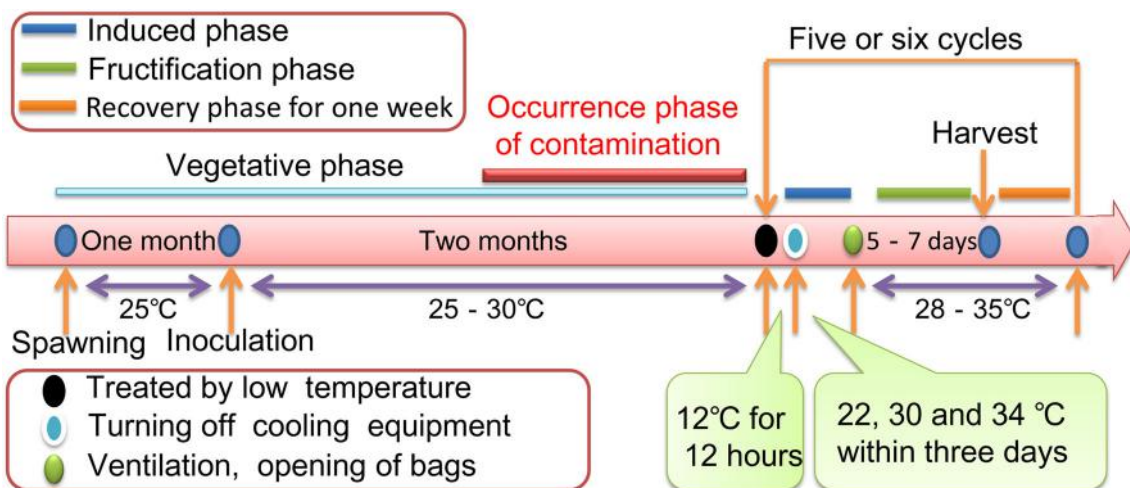 Induced phase
Fructification phase
Recovery phase for one week
Five or six cycles
Occurrence phase
of contamination
Harvest
Vegetative phase
One month
Two months
5 - 7 days
25℃
25 - 30℃
28 - 35℃
Spawning
Inoculation
Treated by low temperature
Turning off cooling equipment
Ventilation, opening of bags
12℃ for
12 hours
22, 30 and 34 ℃
within three days